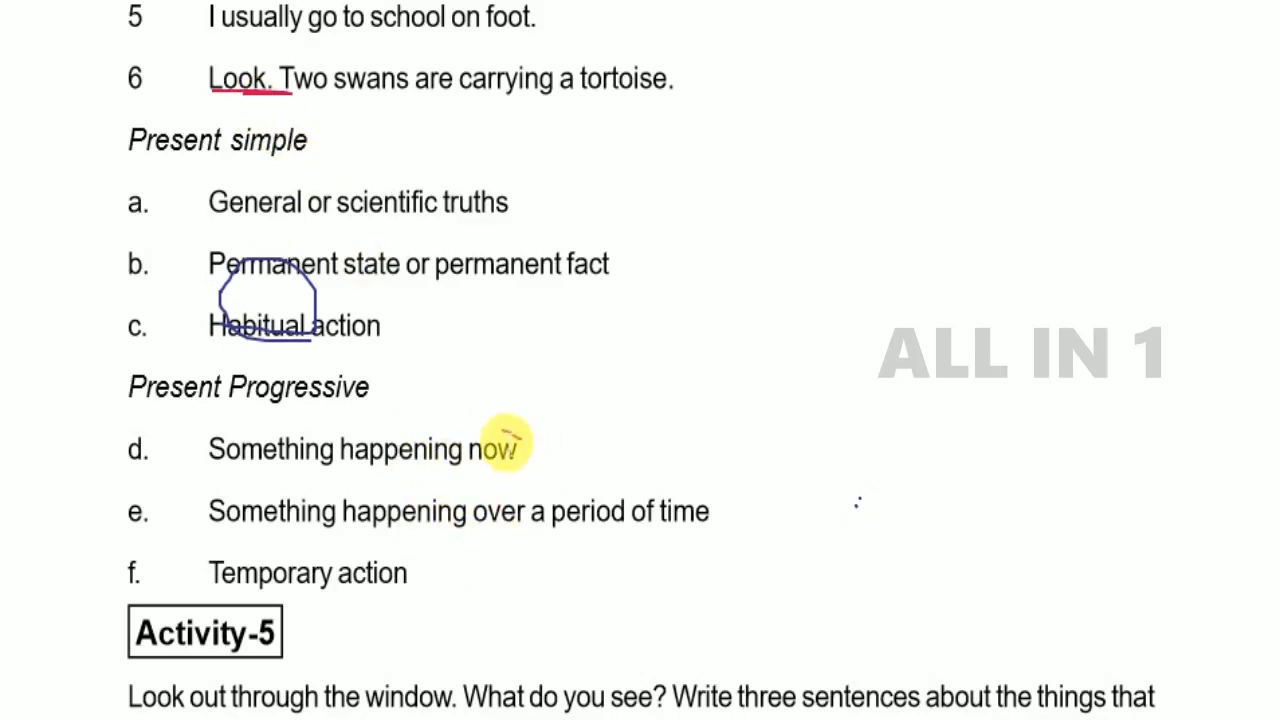 5 I usually go to school on foot.
6 Look. Two swans are carrying a tortoise.
Present simple
a. General or scientific truths
b. Permanent state or permanent fact
c. Habitual action
Present Progressive
d. Something happening now
e. Something happening over a period of time
f. Temporary action
Activity-5
Look out through the window. What do you see? Write three sentences about the things that
ALL IN 1